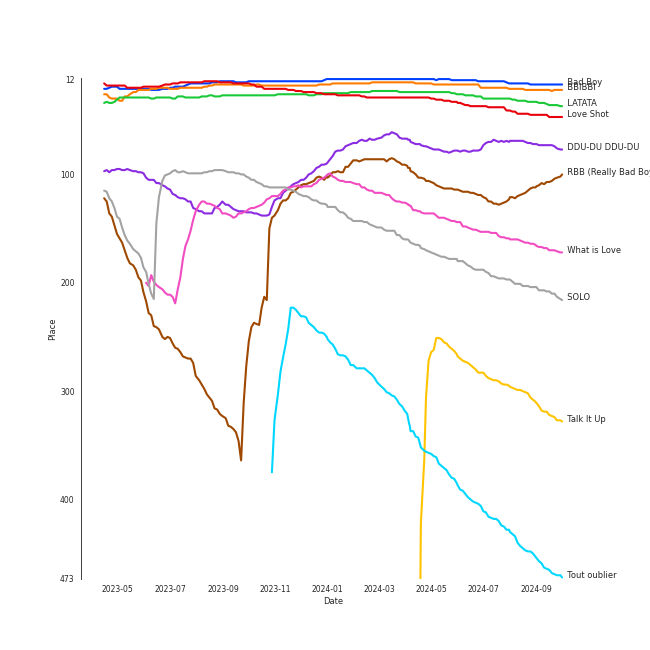 12
100
200
300
400
473
Place
2023-05
2023-07
2023-09
2023-11
2024-01
2024-03
2024-05
2024-07
2024-09
Date
Bad Boy
BBIBBI
LATATA
Love Shot
DDU-DU DDU-DU
RBB (Really Bad Boy
What is Love
SOLO
Talk It Up
Tout oublier